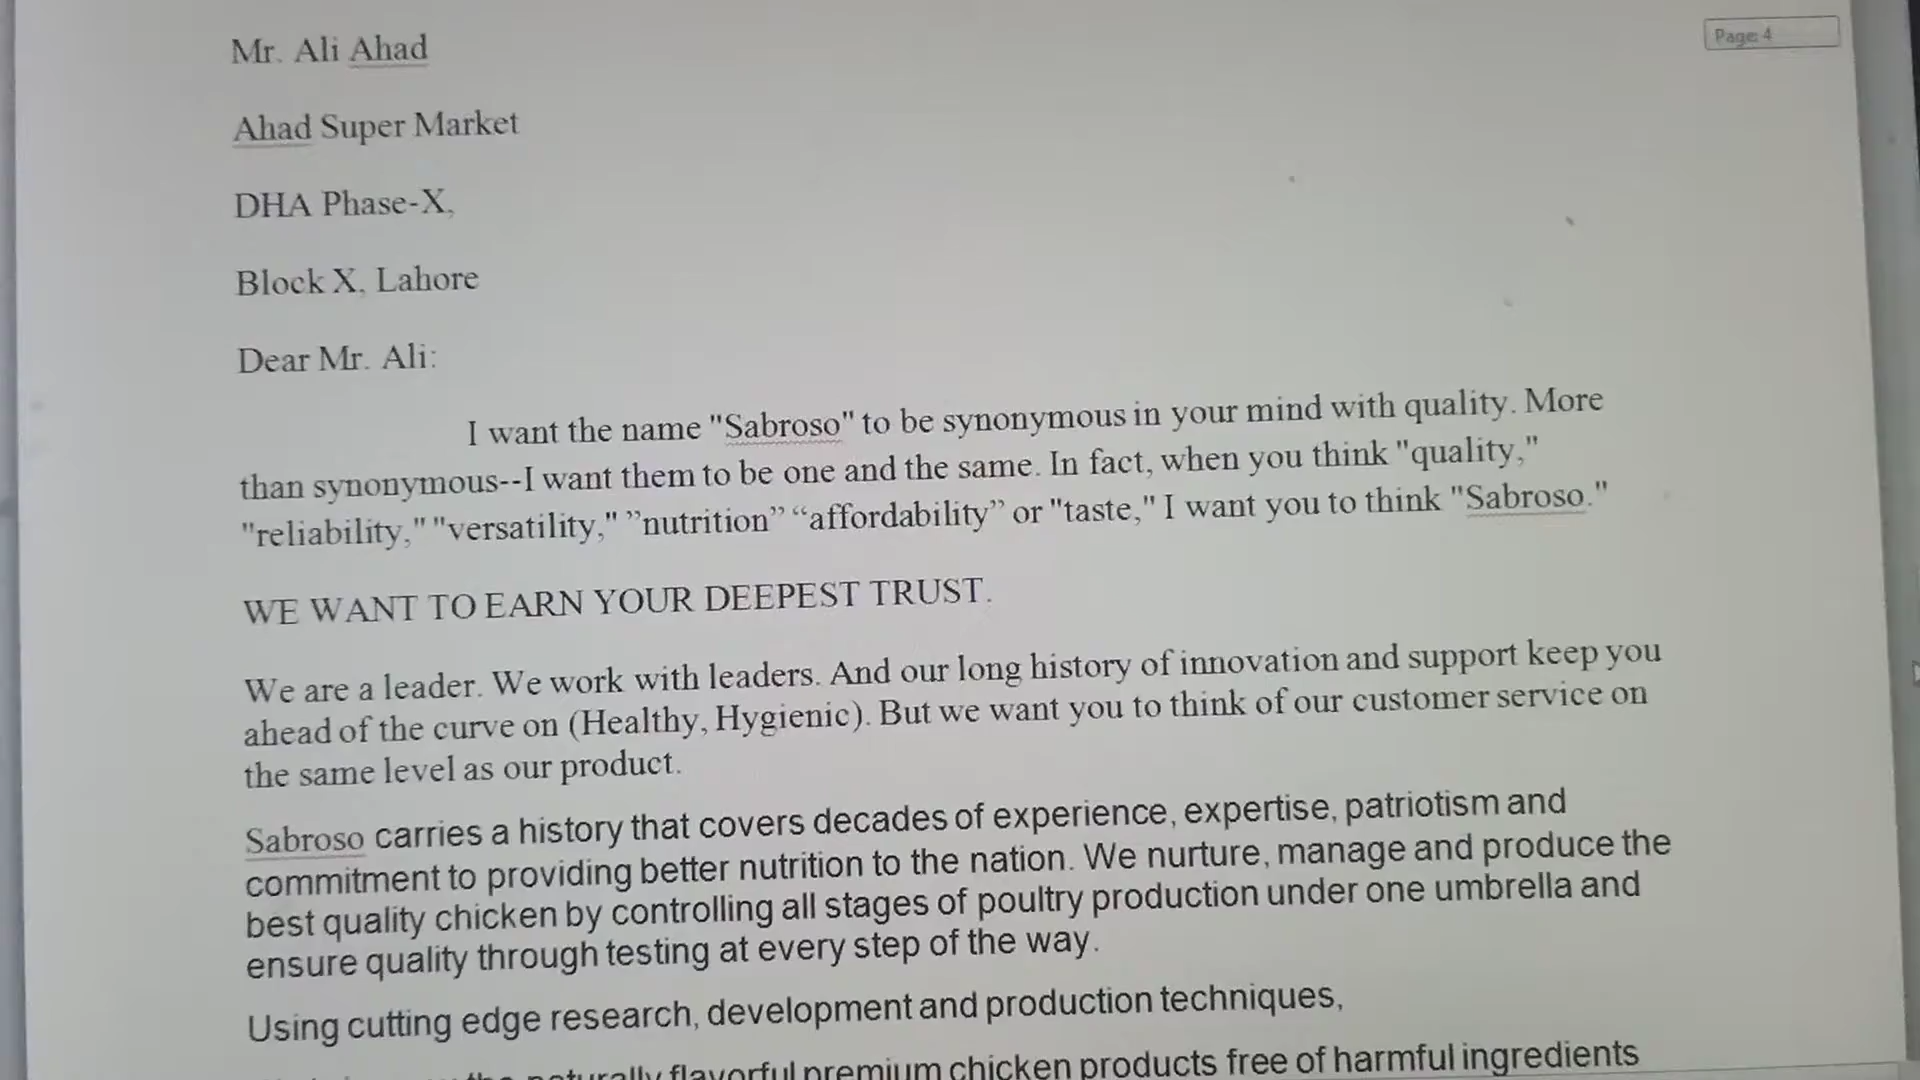 Page: 4
Mr. Ali Ahad
Ahad Super Market
DHA Phase-X,
Block X, Lahore
Dear Mr. Ali:
I want the name "Sabroso" to be synonymous in your mind with quality. More
than synonymous--I want them to be one and the same. In fact, when you think "quality,"
"reliability," "versatility," ”nutrition” “affordability” or "taste," I want you to think "Sabroso."
WE WANT TO EARN YOUR DEEPEST TRUST.
We are a leader. We work with leaders. And our long history of innovation and support keep you
ahead of the curve on (Healthy, Hygienic). But we want you to think of our customer service on
the same level as our product.
Sabroso carries a history that covers decades of experience, expertise, patriotism and
commitment to providing better nutrition to the nation. We nurture, manage and produce the
best quality chicken by controlling all stages of poultry production under one umbrella and
ensure quality through testing at every step of the way.
Using cutting edge research, development and production techniques,
the naturally flavorful premium chicken products free of harmful ingredients